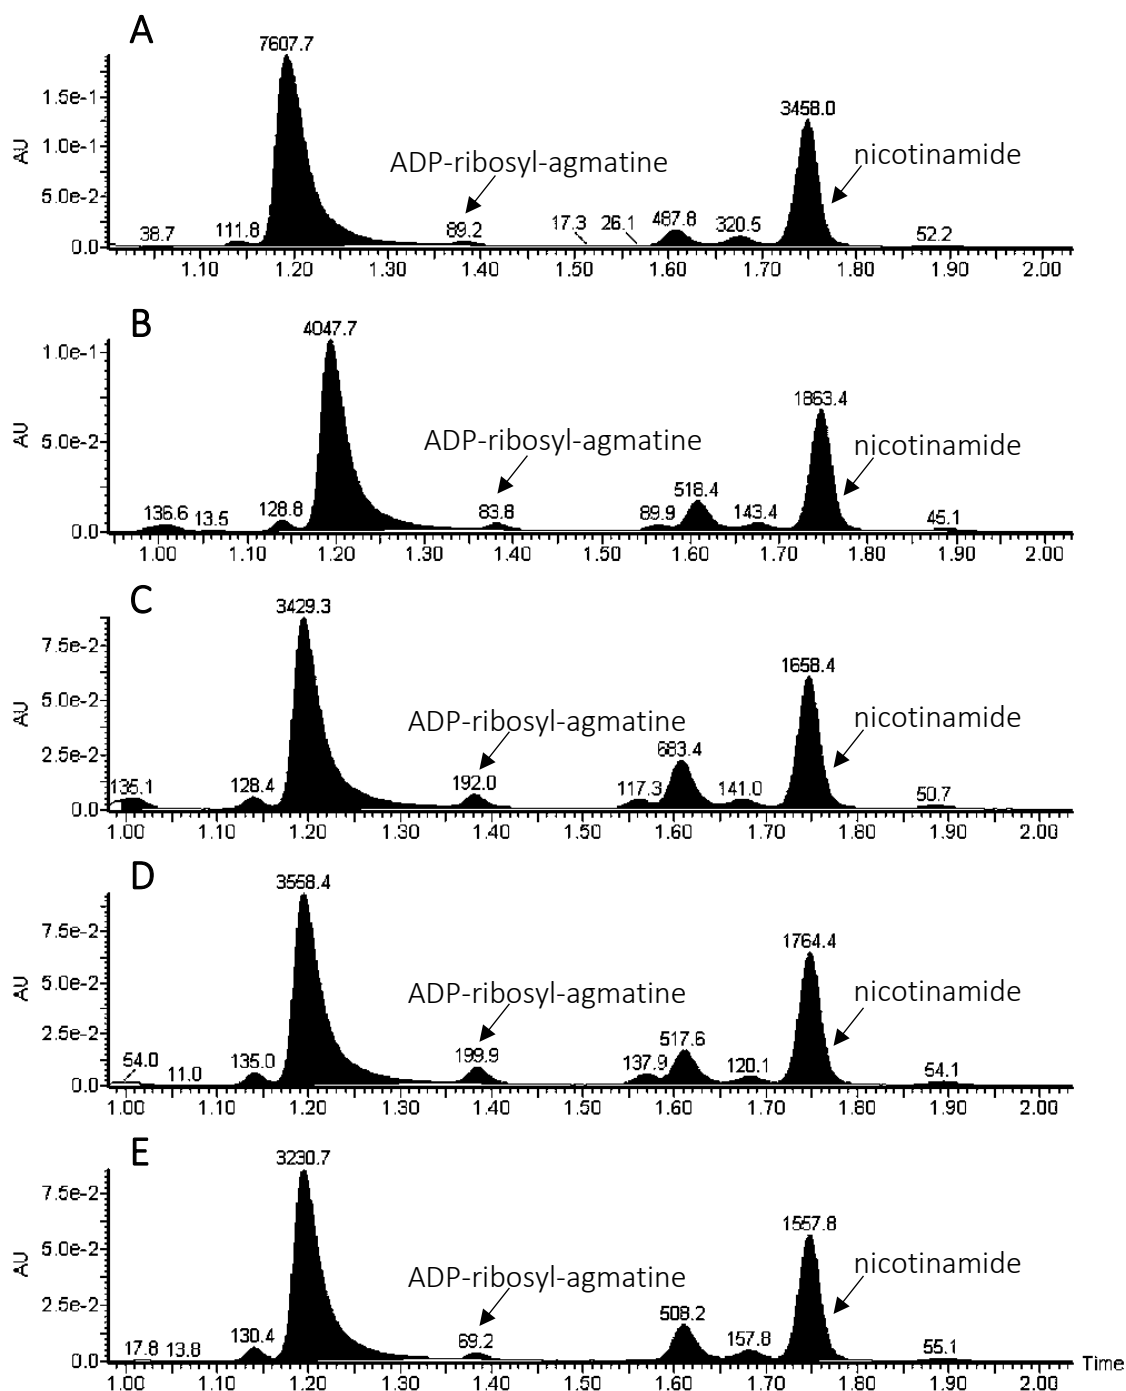 A
7607.7
1.5e-1
3458.0
AU
1.0e-1
ADP-ribosyl-agmatine
nicotinamide
5.0e-2
38.7 111.8 89.2 17.3 26.1 487.8 320.5 52.2
0.0
1.10 1.20 1.30 1.40 1.50 1.60 1.70 1.80 1.90 2.00
B
4047.7
1.0e-1
1863.4
AU
5.0e-2
ADP-ribosyl-agmatine
nicotinamide
136.6 13.5 128.8 83.8 89.9 518.4 143.4 45.1
0.0
1.00 1.10 1.20 1.30 1.40 1.50 1.60 1.70 1.80 1.90 2.00
C
3429.3
7.5e-2
1658.4
AU
5.0e-2
ADP-ribosyl-agmatine
nicotinamide
2.5e-2
135.1 128.4 192.0 117.3 683.4 141.0 50.7
0.0
1.00 1.10 1.20 1.30 1.40 1.50 1.60 1.70 1.80 1.90 2.00
D
3558.4
7.5e-2
1764.4
AU
5.0e-2
ADP-ribosyl-agmatine
nicotinamide
2.5e-2
54.0 11.0 135.0 199.9 137.9 517.6 120.1 54.1
0.0
1.00 1.10 1.20 1.30 1.40 1.50 1.60 1.70 1.80 1.90 2.00
E
3230.7
7.5e-2
1557.8
AU
5.0e-2
ADP-ribosyl-agmatine
nicotinamide
2.5e-2
17.8 13.8 130.4 69.2 508.2 157.8 55.1
0.0
Time
1.00 1.10 1.20 1.30 1.40 1.50 1.60 1.70 1.80 1.90 2.00